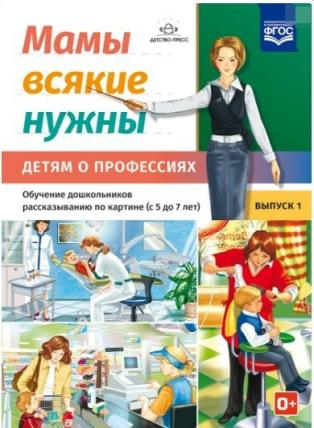 Мамы
всякие
нужны
ДЕТСТВО-ПРЕСС
ФГОС
ДЕТЯМ О ПРОФЕССИЯХ
Обучение дошкольников
рассказыванию по картине (с 5 до 7 лет)
ВЫПУСК 1
0+